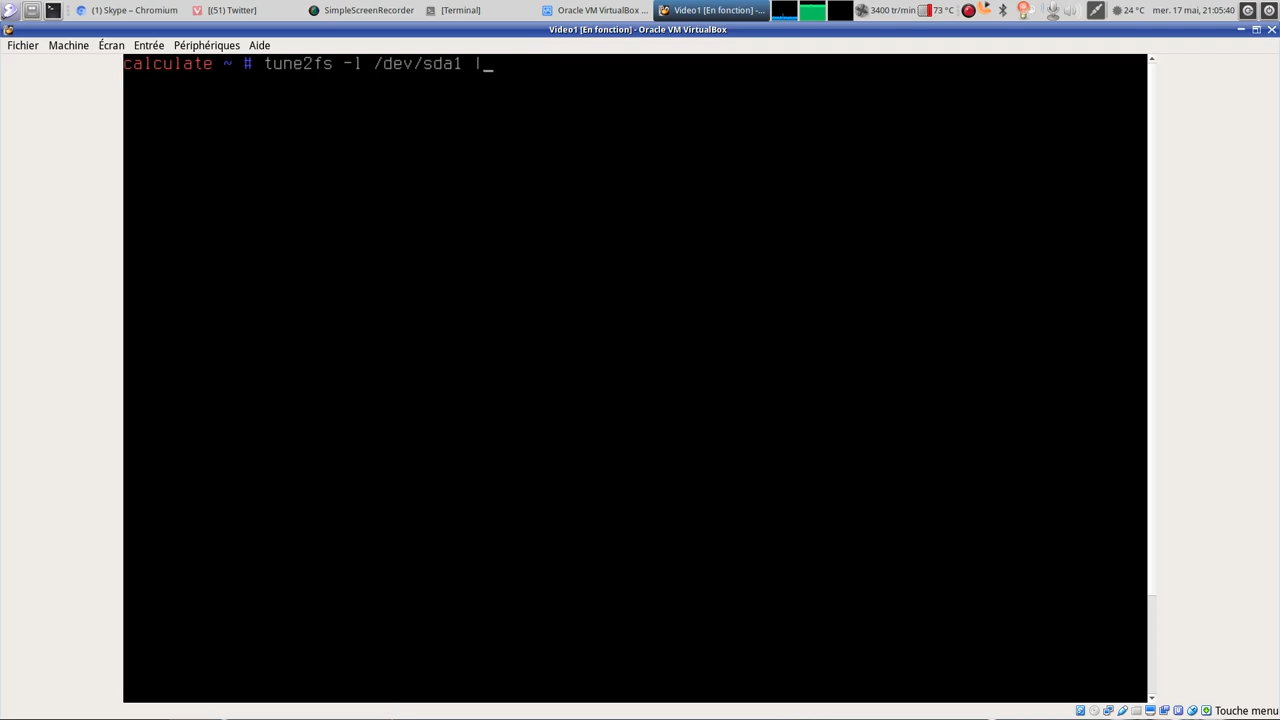 (1) Skype – Chromium
[(51) Twitter]
SimpleScreenRecorder
[Terminal]
Oracle VM VirtualBox ...
Video1 [En fonction] -...
3400 tr/min
73 °C
24 °C
mer. 17 mai, 21:05:40
Video1 [En fonction] - Oracle VM VirtualBox
Fichier Machine Écran Entrée Périphériques Aide
calculate ~ # tune2fs -l /dev/sda1 |_
Touche menu